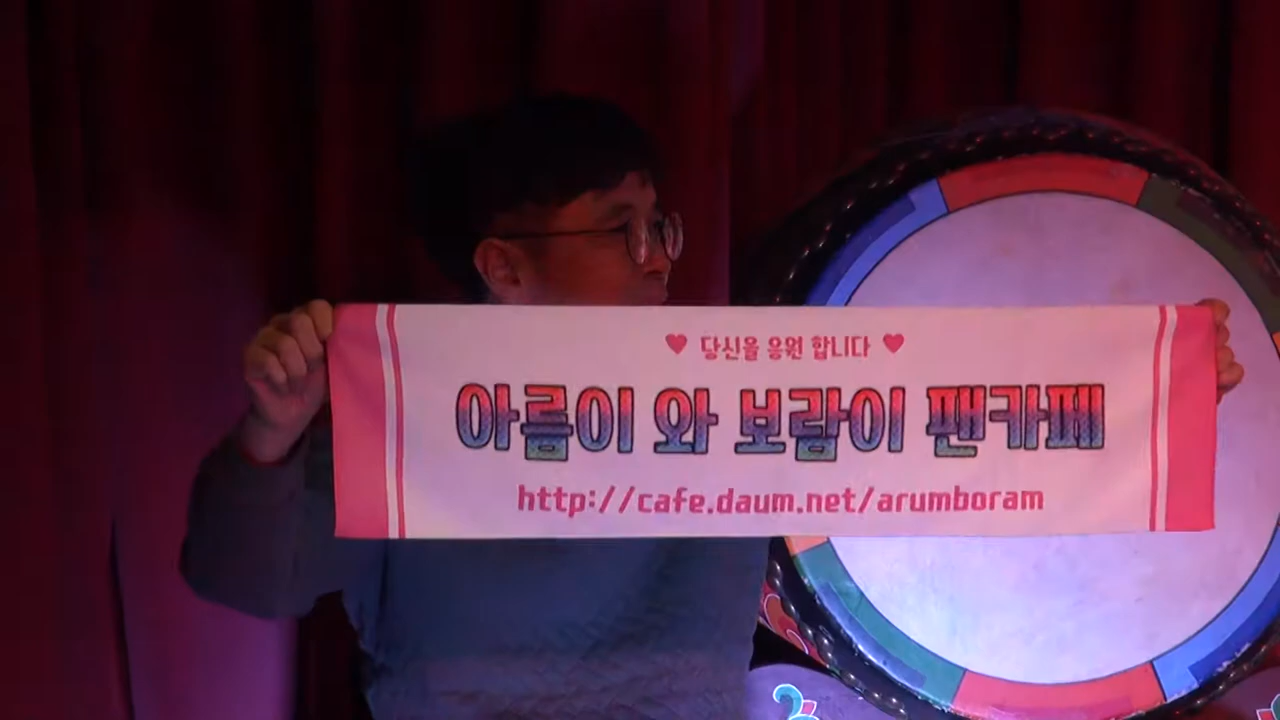 ♥ 당신을 응원 합니다 ♥
아름이 와 보람이 팬카페
http://cafe.daum.net/arumboram